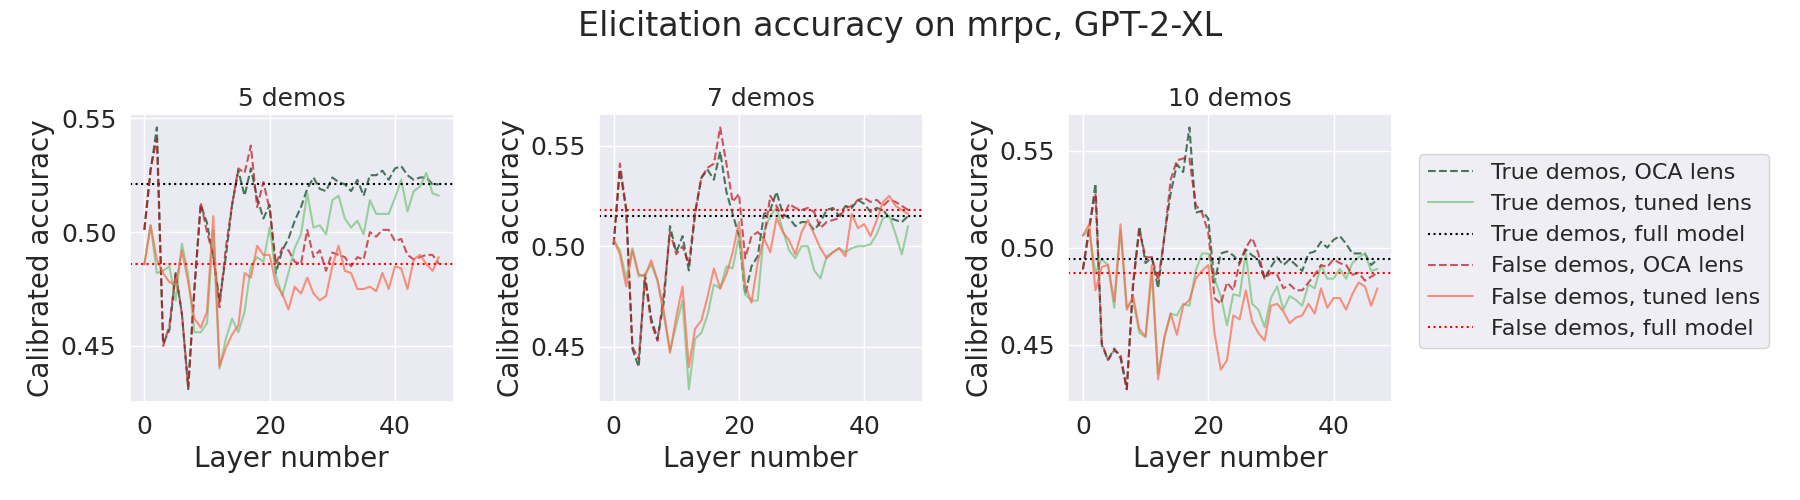 Elicitation accuracy on mrpc, GPT-2-XL
5 demos
7 demos
10 demos
Calibrated accuracy
0.55
0.50
0.45
0
20
40
Layer number
Calibrated accuracy
0.55
0.50
0.45
0
20
40
Layer number
Calibrated accuracy
0.55
0.50
0.45
0
20
40
Layer number
True demos, OCA lens
True demos, tuned lens
True demos, full model
False demos, OCA lens
False demos, tuned lens
False demos, full model